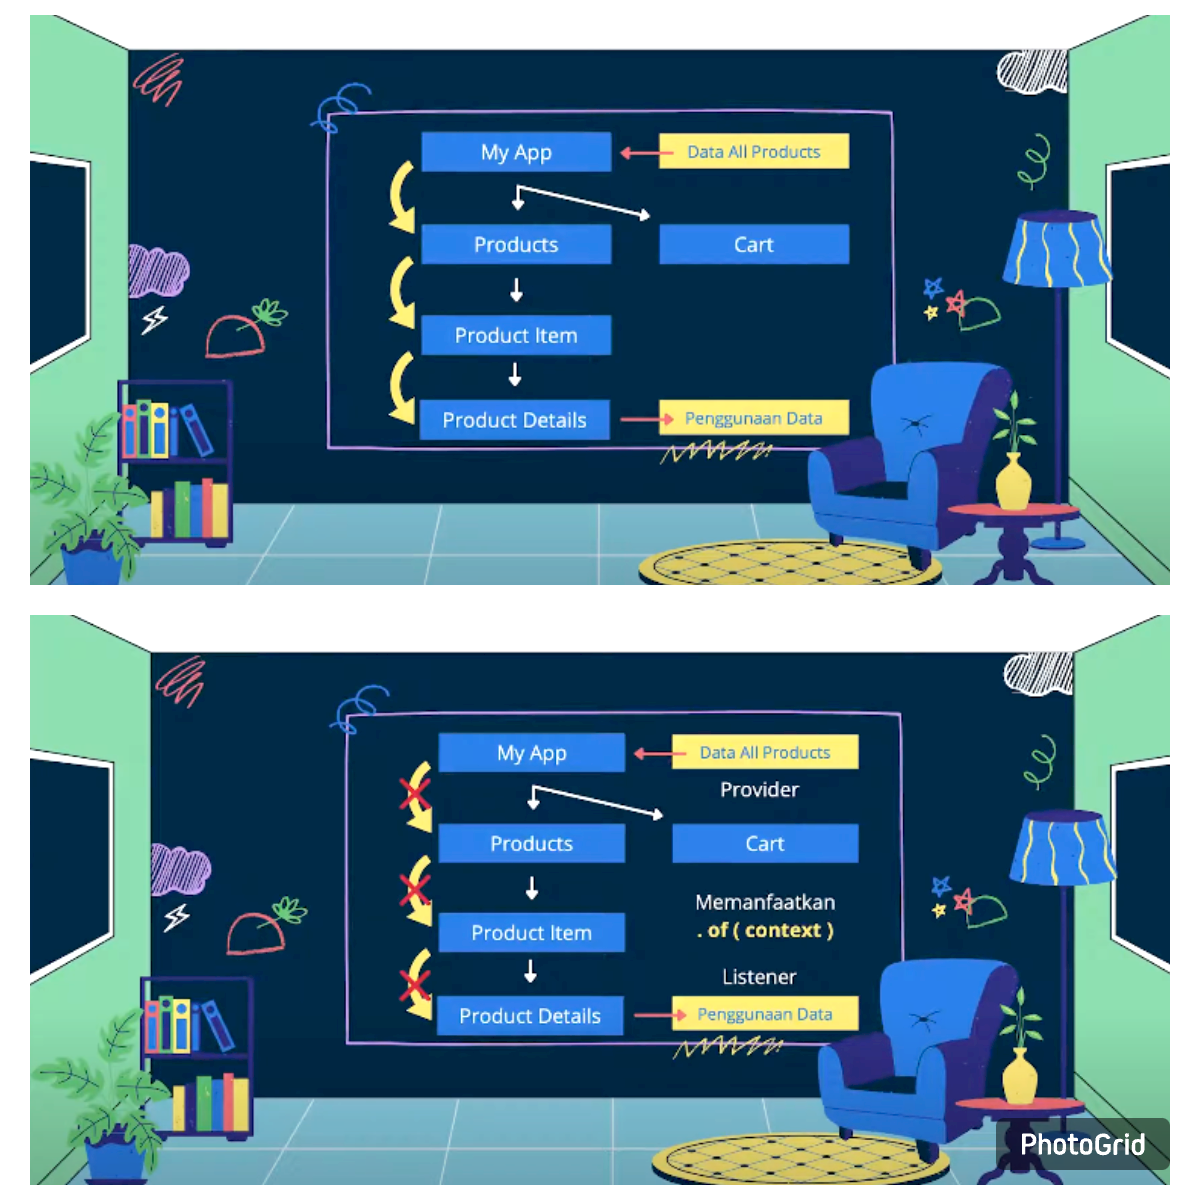 My App
Data All Products
Products
Cart
Product Item
Product Details
Penggunaan Data
My App
Data All Products
Provider
Products
Cart
Memanfaatkan
. of ( context )
Product Item
Listener
Product Details
Penggunaan Data
PhotoGrid